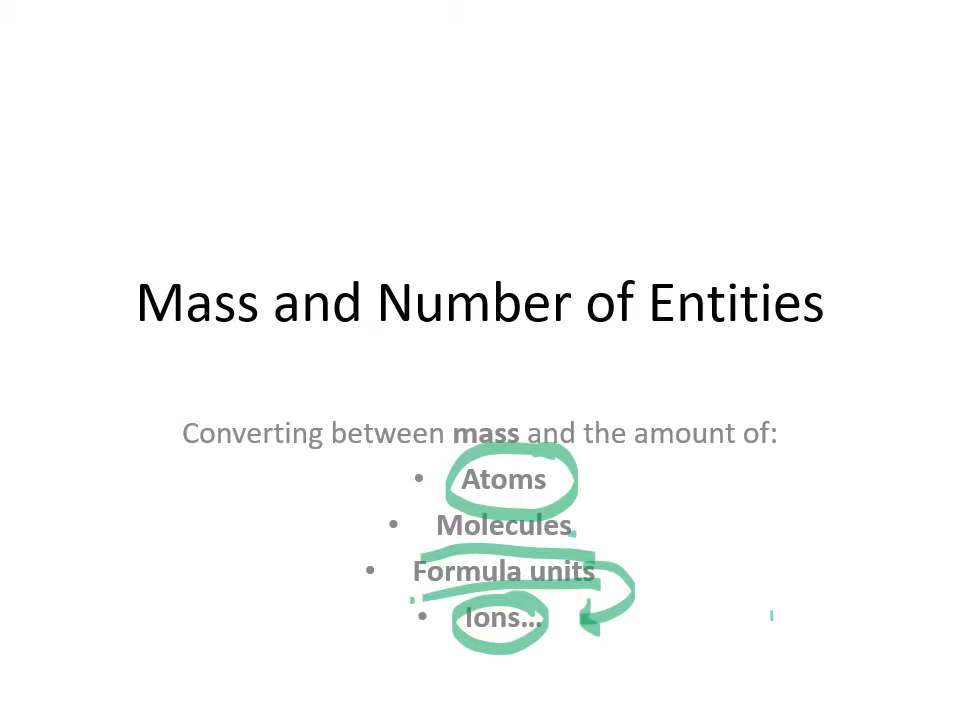 Mass and Number of Entities
Converting between mass and the amount of:
• Atoms
• Molecules
• Formula units
• Ions...